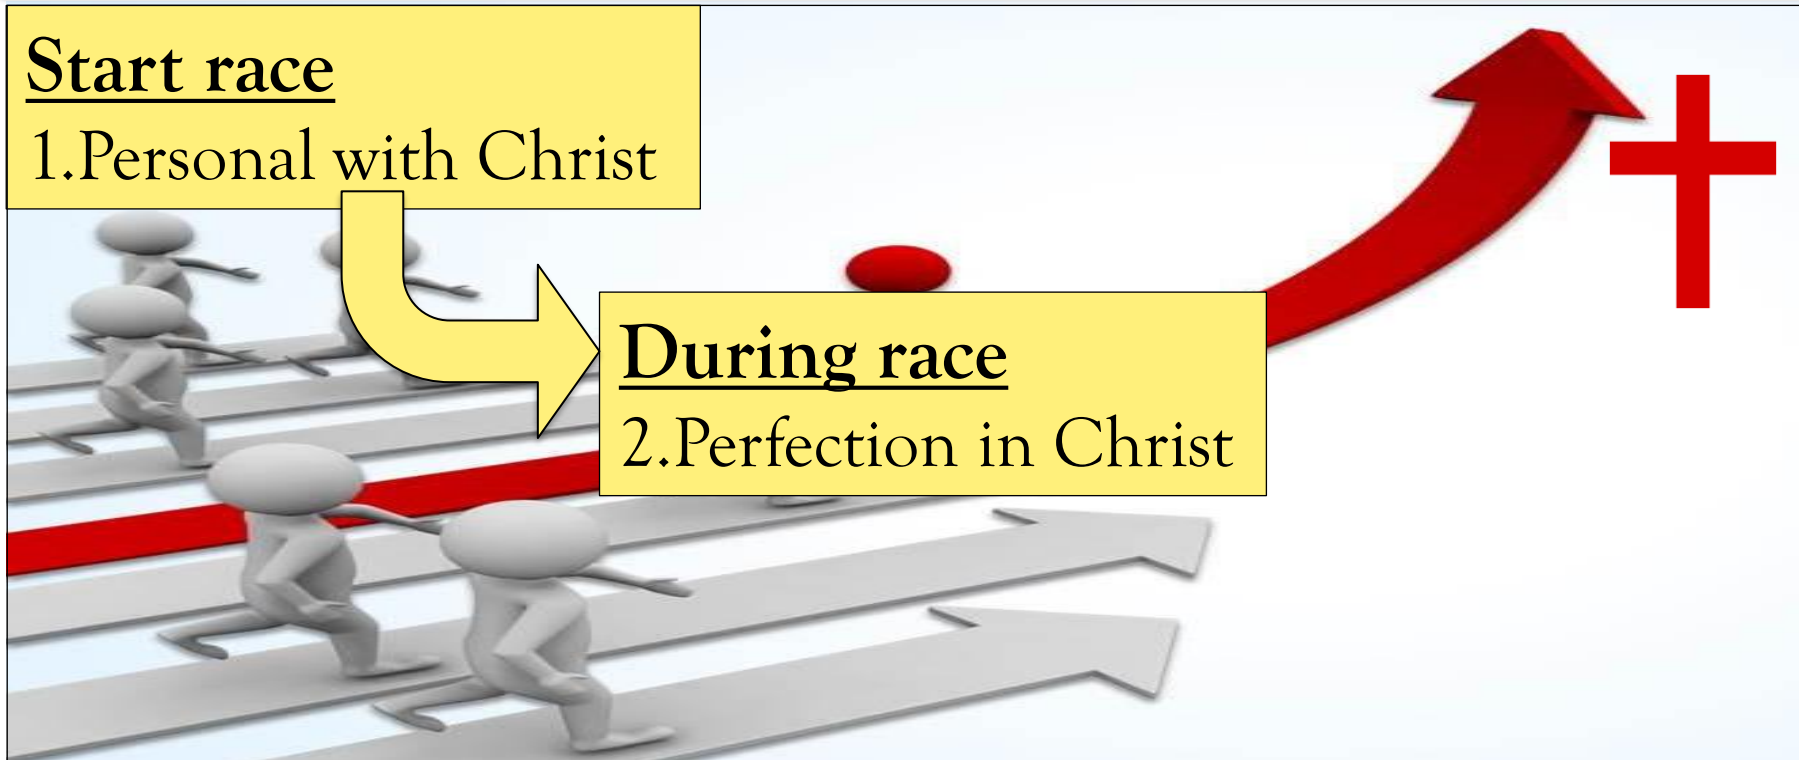 Start race
1.Personal with Christ
During race
2.Perfection in Christ